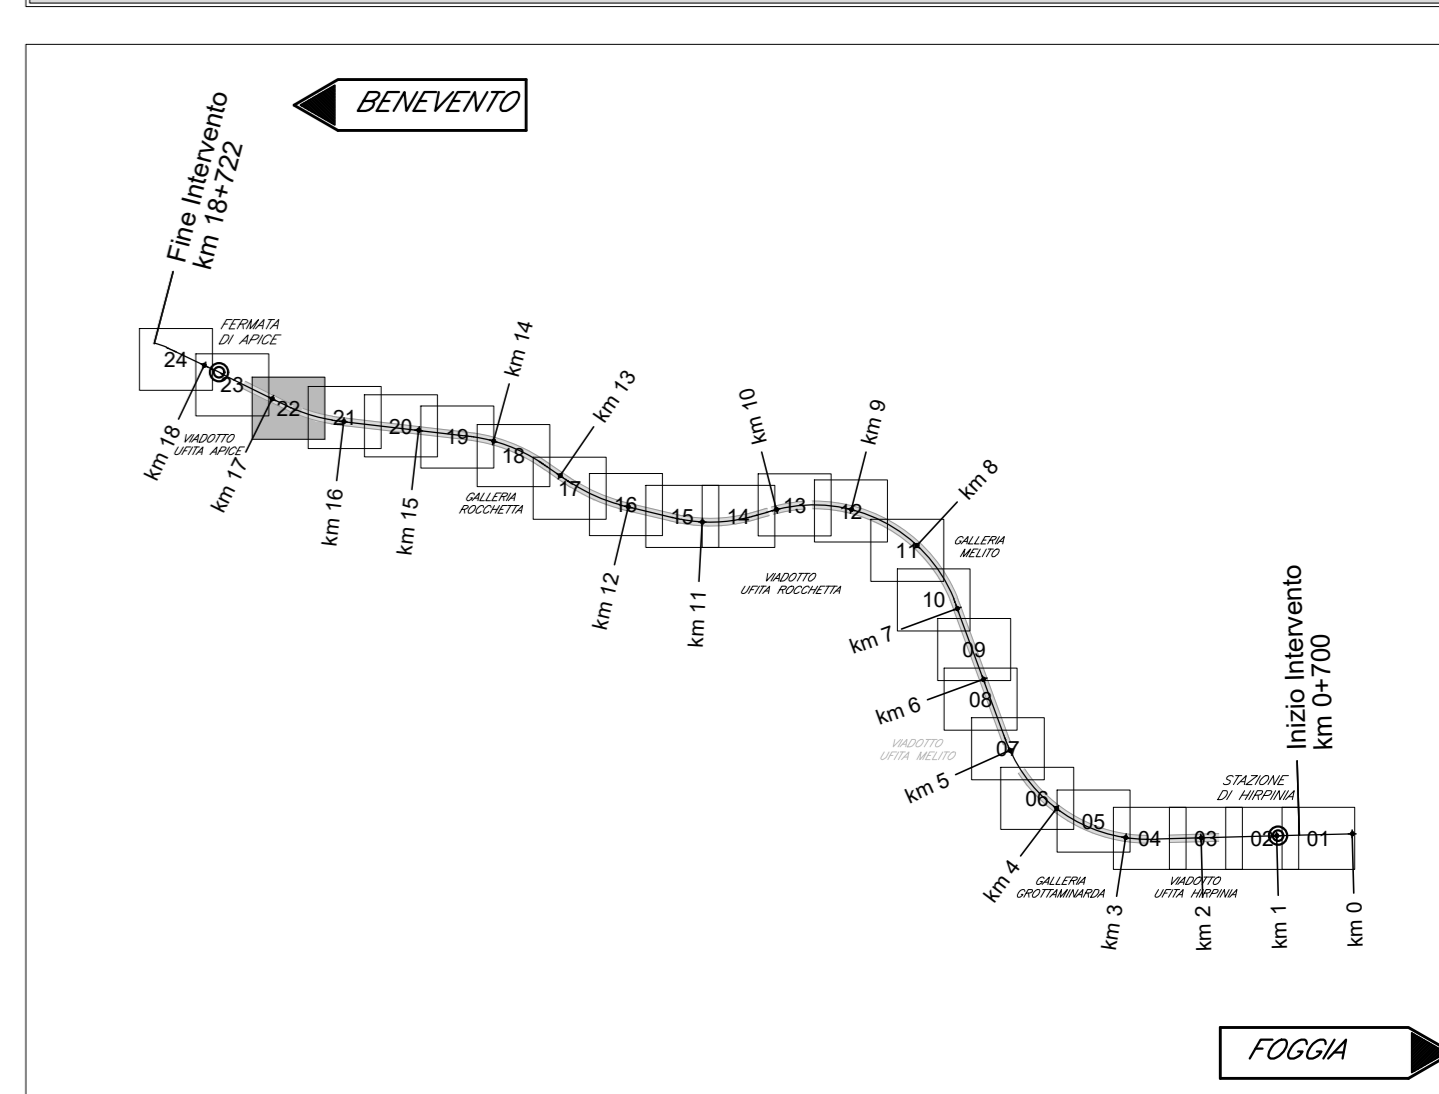 BENEVENTO
Fine Intervento
km 18+722
FERMATA
DI APICE
24
23
22
21
20
19
18
17
16
15
14
13
12
11
10
09
08
07
06
05
04
03
02
01
VIADOTTO
UFITA APICE
km 18
km 17
km 16
km 15
km 14
km 13
GALLERIA
ROCCHETTA
km 12
km 11
km 10
km 9
VIADOTTO
UFITA ROCCHETTA
km 8
GALLERIA
MELITO
km 7
km 6
VIADOTTO
UFITA MELITO
km 5
km 4
GALLERIA
GROTTAMINARDA
km 3
VIADOTTO
UFITA HIRPINIA
km 2
STAZIONE
DI HIRPINIA
km 1
Inizio Intervento
km 0+700
km 0
FOGGIA